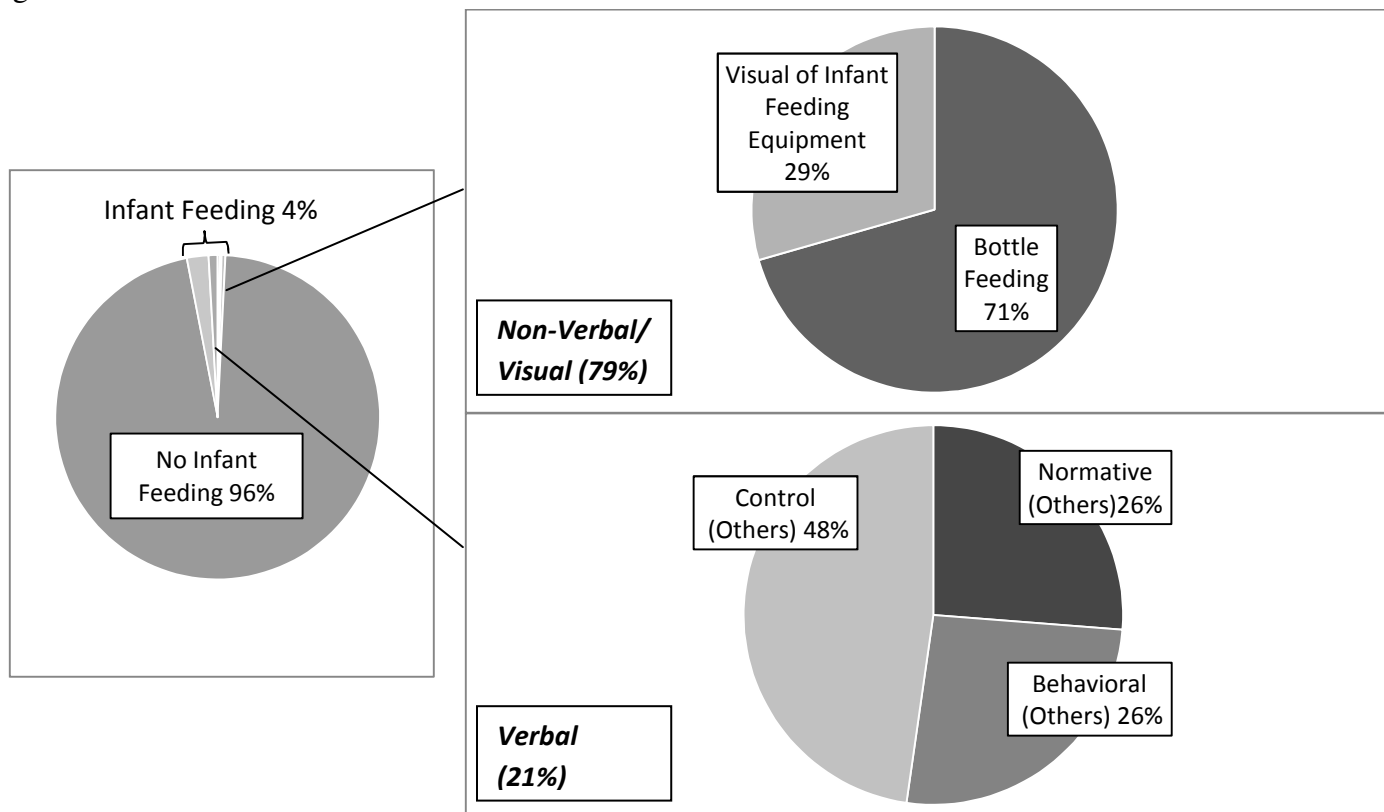 Infant Feeding 4%
No Infant
Feeding 96%
Visual of Infant
Feeding
Equipment
29%
Bottle
Feeding
71%
Non-Verbal/
Visual (79%)
Control
(Others) 48%
Normative
(Others)26%
Behavioral
(Others) 26%
Verbal
(21%)